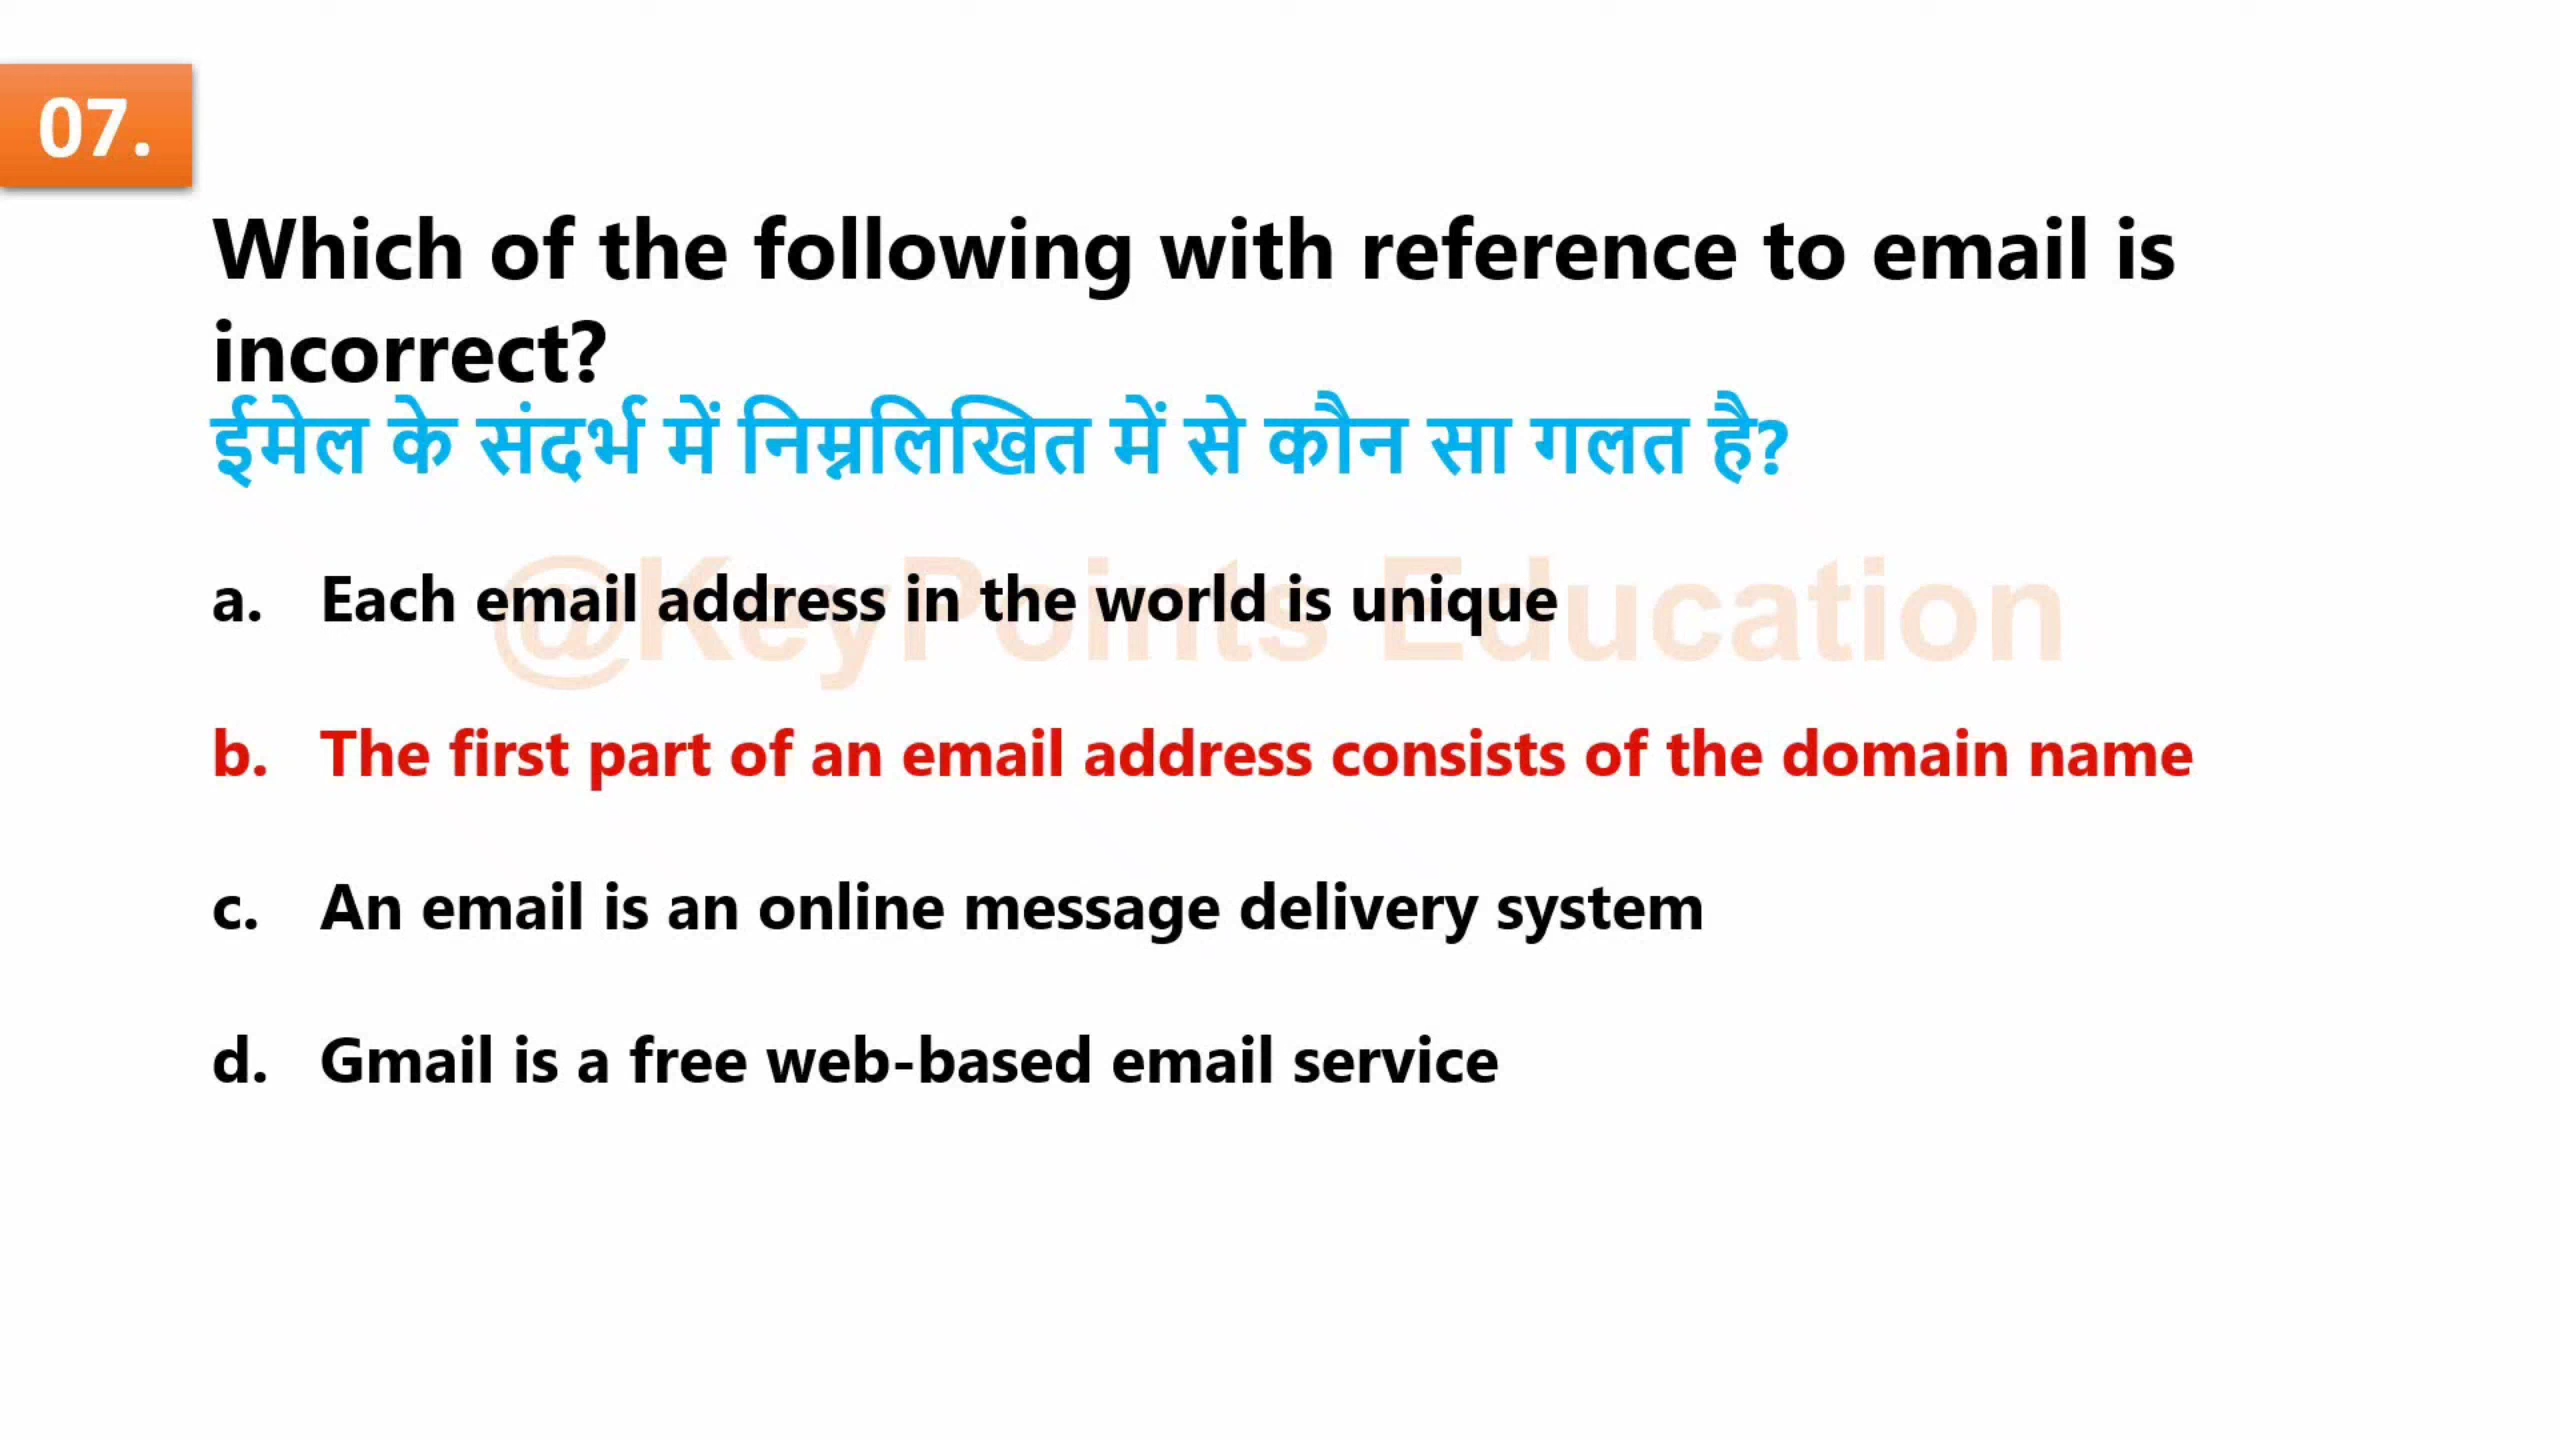 07.
Which of the following with reference to email is
incorrect?
ईमेल के संदर्भ में निम्नलिखित में से कौन सा गलत है?
@KeyPoints Education
a. Each email address in the world is unique
b. The first part of an email address consists of the domain name
c. An email is an online message delivery system
d. Gmail is a free web-based email service